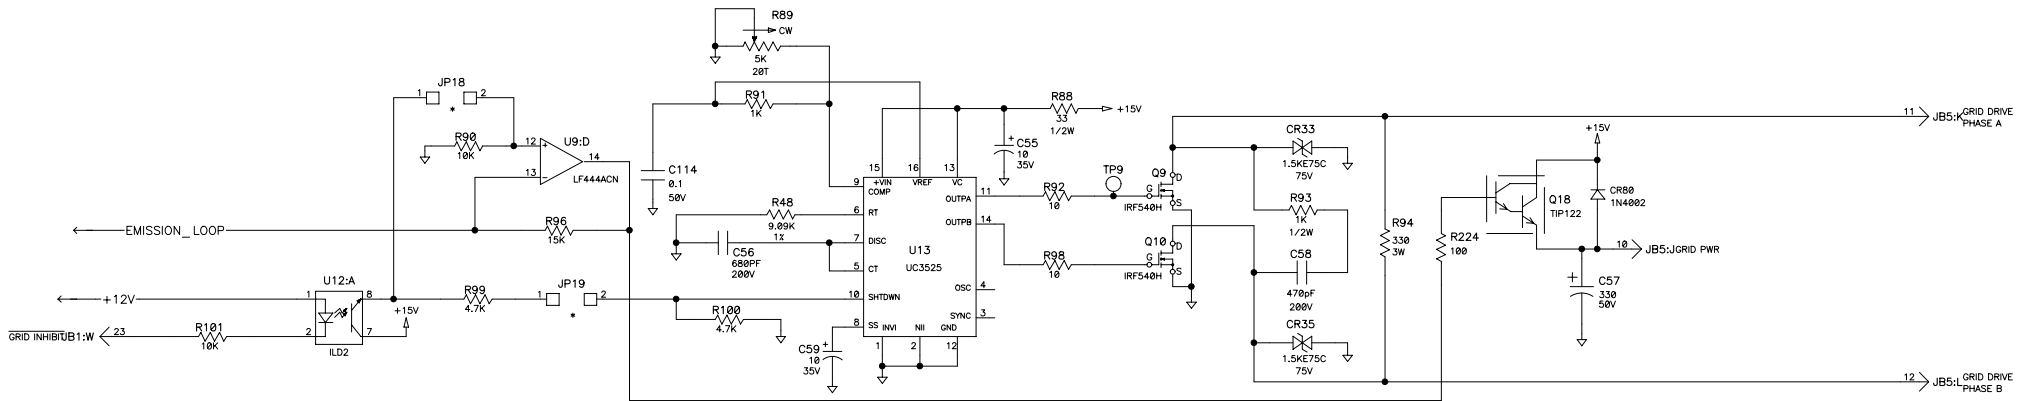 R89
CW
5K
20T
JP18
1
2
*
R91
1K
R88
33
1/2W
+15V
R90
10K
12
+
13
-
U9:D
14
LF444ACN
C114
0.1
50V
+
C55
10
35V
15
16
13
+VIN
VREF
VC
9
COMP
6
RT
7
DISC
5
CT
10
SHTDWN
8
SS
INVI
NII
GND
1
2
12
OUTPA
11
OUTPB
14
U13
UC3525
OSC
4
SYNC
3
R48
9.09K
1%
C56
680PF
200V
EMISSION_LOOP
R96
15K
U12:A
1
2
8
7
ILD2
+12V
+15V
GRID INHIBIT
JB1:W
23
R101
10K
R99
4.7K
JP19
1
2
*
R100
4.7K
C59
+
10
35V
R92
10
TP9
Q9
D
G
S
IRF540H
R98
10
Q10
D
G
S
IRF540H
CR33
1.5KE75C
75V
R93
1K
1/2W
C58
470pF
200V
CR35
1.5KE75C
75V
R94
330
3W
R224
100
Q18
TIP122
+15V
CR80
1N4002
10
JB5:J
GRID PWR
+
C57
330
50V
11
JB5:K
GRID DRIVE
PHASE A
12
JB5:L
GRID DRIVE
PHASE B